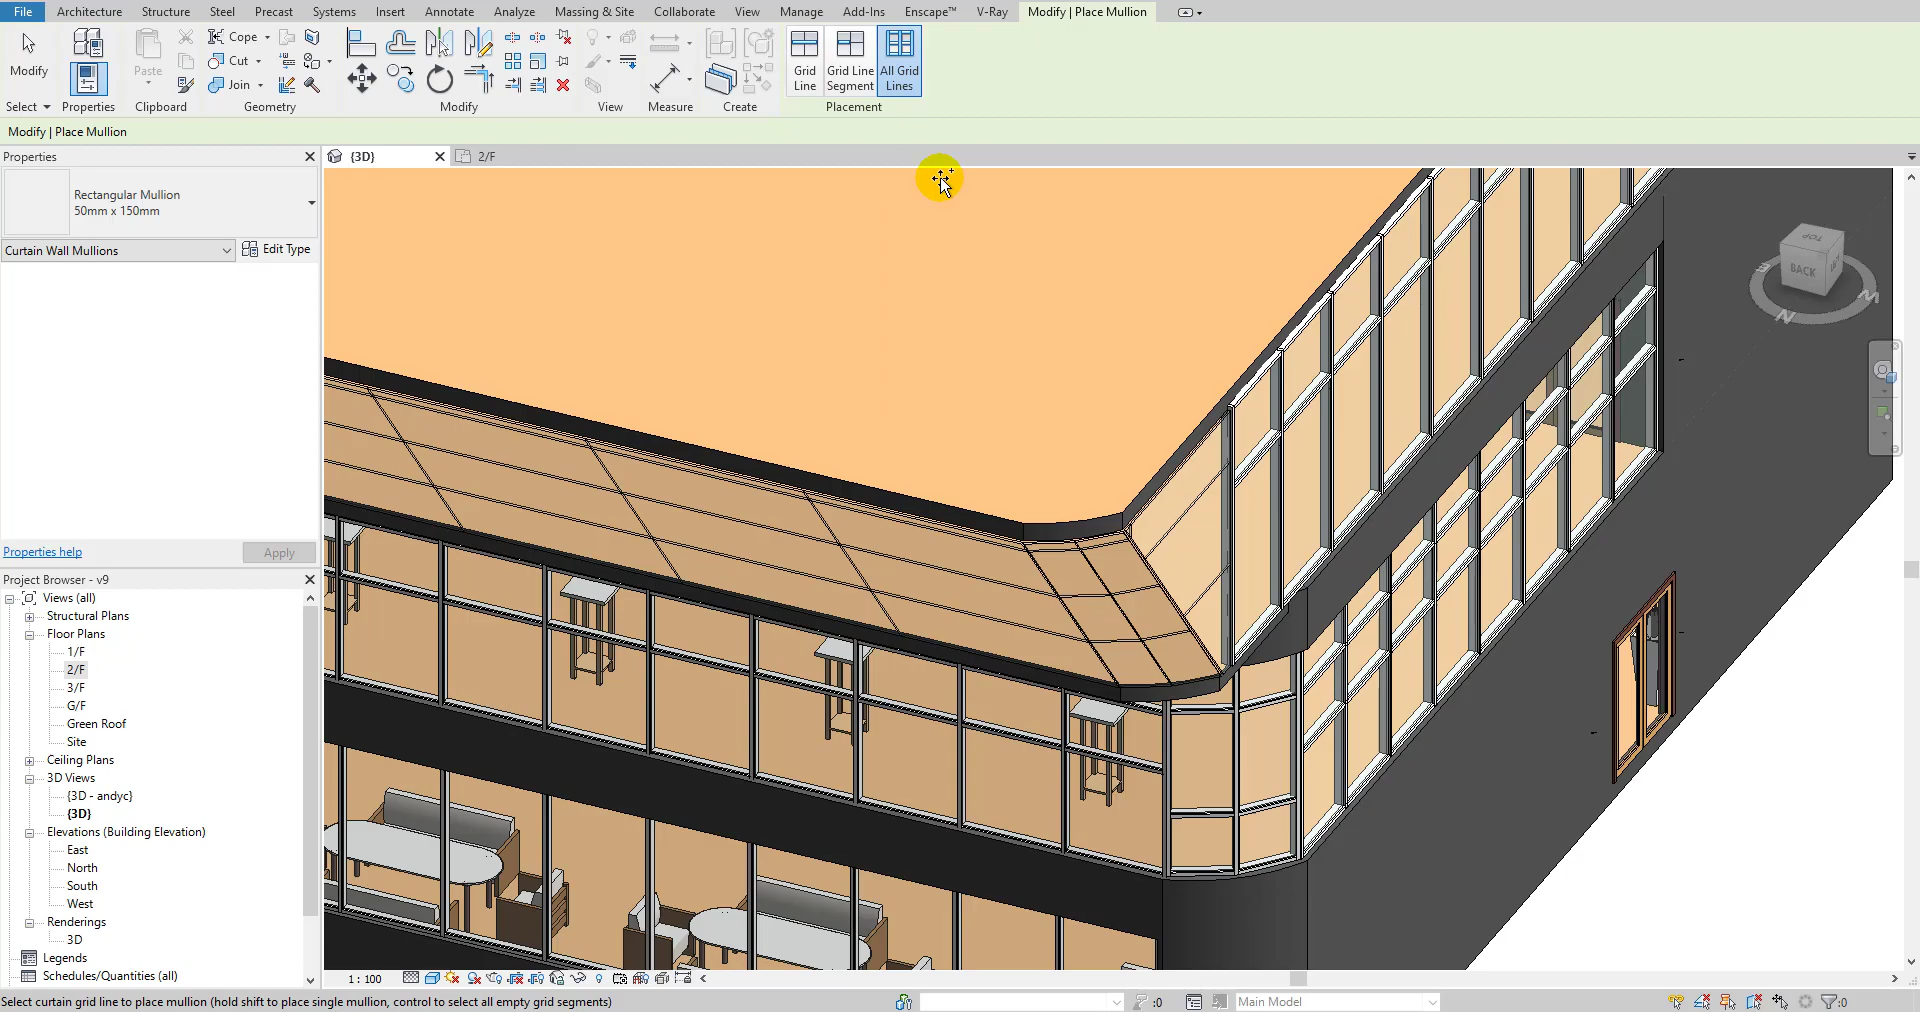 File Architecture Structure Steel Precast Systems Insert Annotate Analyze Massing & Site Collaborate View Manage Add-Ins Enscape™ V-Ray Modify | Place Mullion
Cope
Cut
Join
Modify Paste Grid Line Grid Line Segment All Grid Lines
Select Properties Clipboard Geometry Modify View Measure Create Placement
Modify | Place Mullion
Properties {3D} 2/F
Rectangular Mullion
50mm x 150mm
Curtain Wall Mullions Edit Type
TOP
BACK
N
Properties help Apply
Project Browser - v9
Views (all)
Structural Plans
Floor Plans
1/F
2/F
3/F
G/F
Green Roof
Site
Ceiling Plans
3D Views
{3D - andyc}
{3D}
Elevations (Building Elevation)
East
North
South
West
Renderings
3D
Legends
Schedules/Quantities (all)
1 : 100
Select curtain grid line to place mullion (hold shift to place single mullion, control to select all empty grid segments) :0 Main Model :0